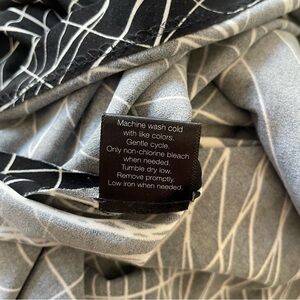 Machine wash cold
with like colors.
Gentle cycle.
Only non-chlorine bleach
when needed.
Tumble dry low.
Remove promptly.
Low iron when needed.